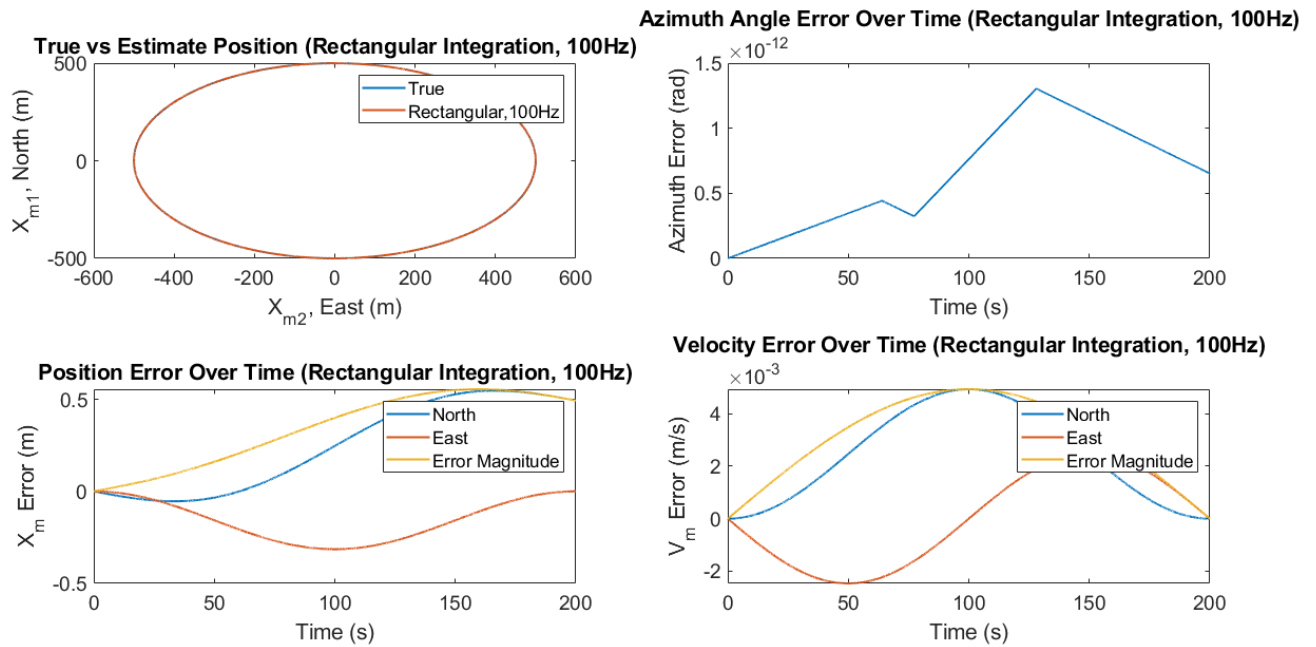 True vs Estimate Position (Rectangular Integration, 100Hz)
500
0
-500
X_m1, North (m)
True
Rectangular,100Hz
-600
-400
-200
0
200
400
600
X_m2, East (m)
Azimuth Angle Error Over Time (Rectangular Integration, 100Hz)
×10^-12
1.5
1
0.5
0
Azimuth Error (rad)
0
50
100
150
200
Time (s)
Position Error Over Time (Rectangular Integration, 100Hz)
0.5
0
-0.5
X_m Error (m)
North
East
Error Magnitude
0
50
100
150
200
Time (s)
Velocity Error Over Time (Rectangular Integration, 100Hz)
×10^-3
4
2
0
-2
V_m Error (m/s)
North
East
Error Magnitude
0
50
100
150
200
Time (s)